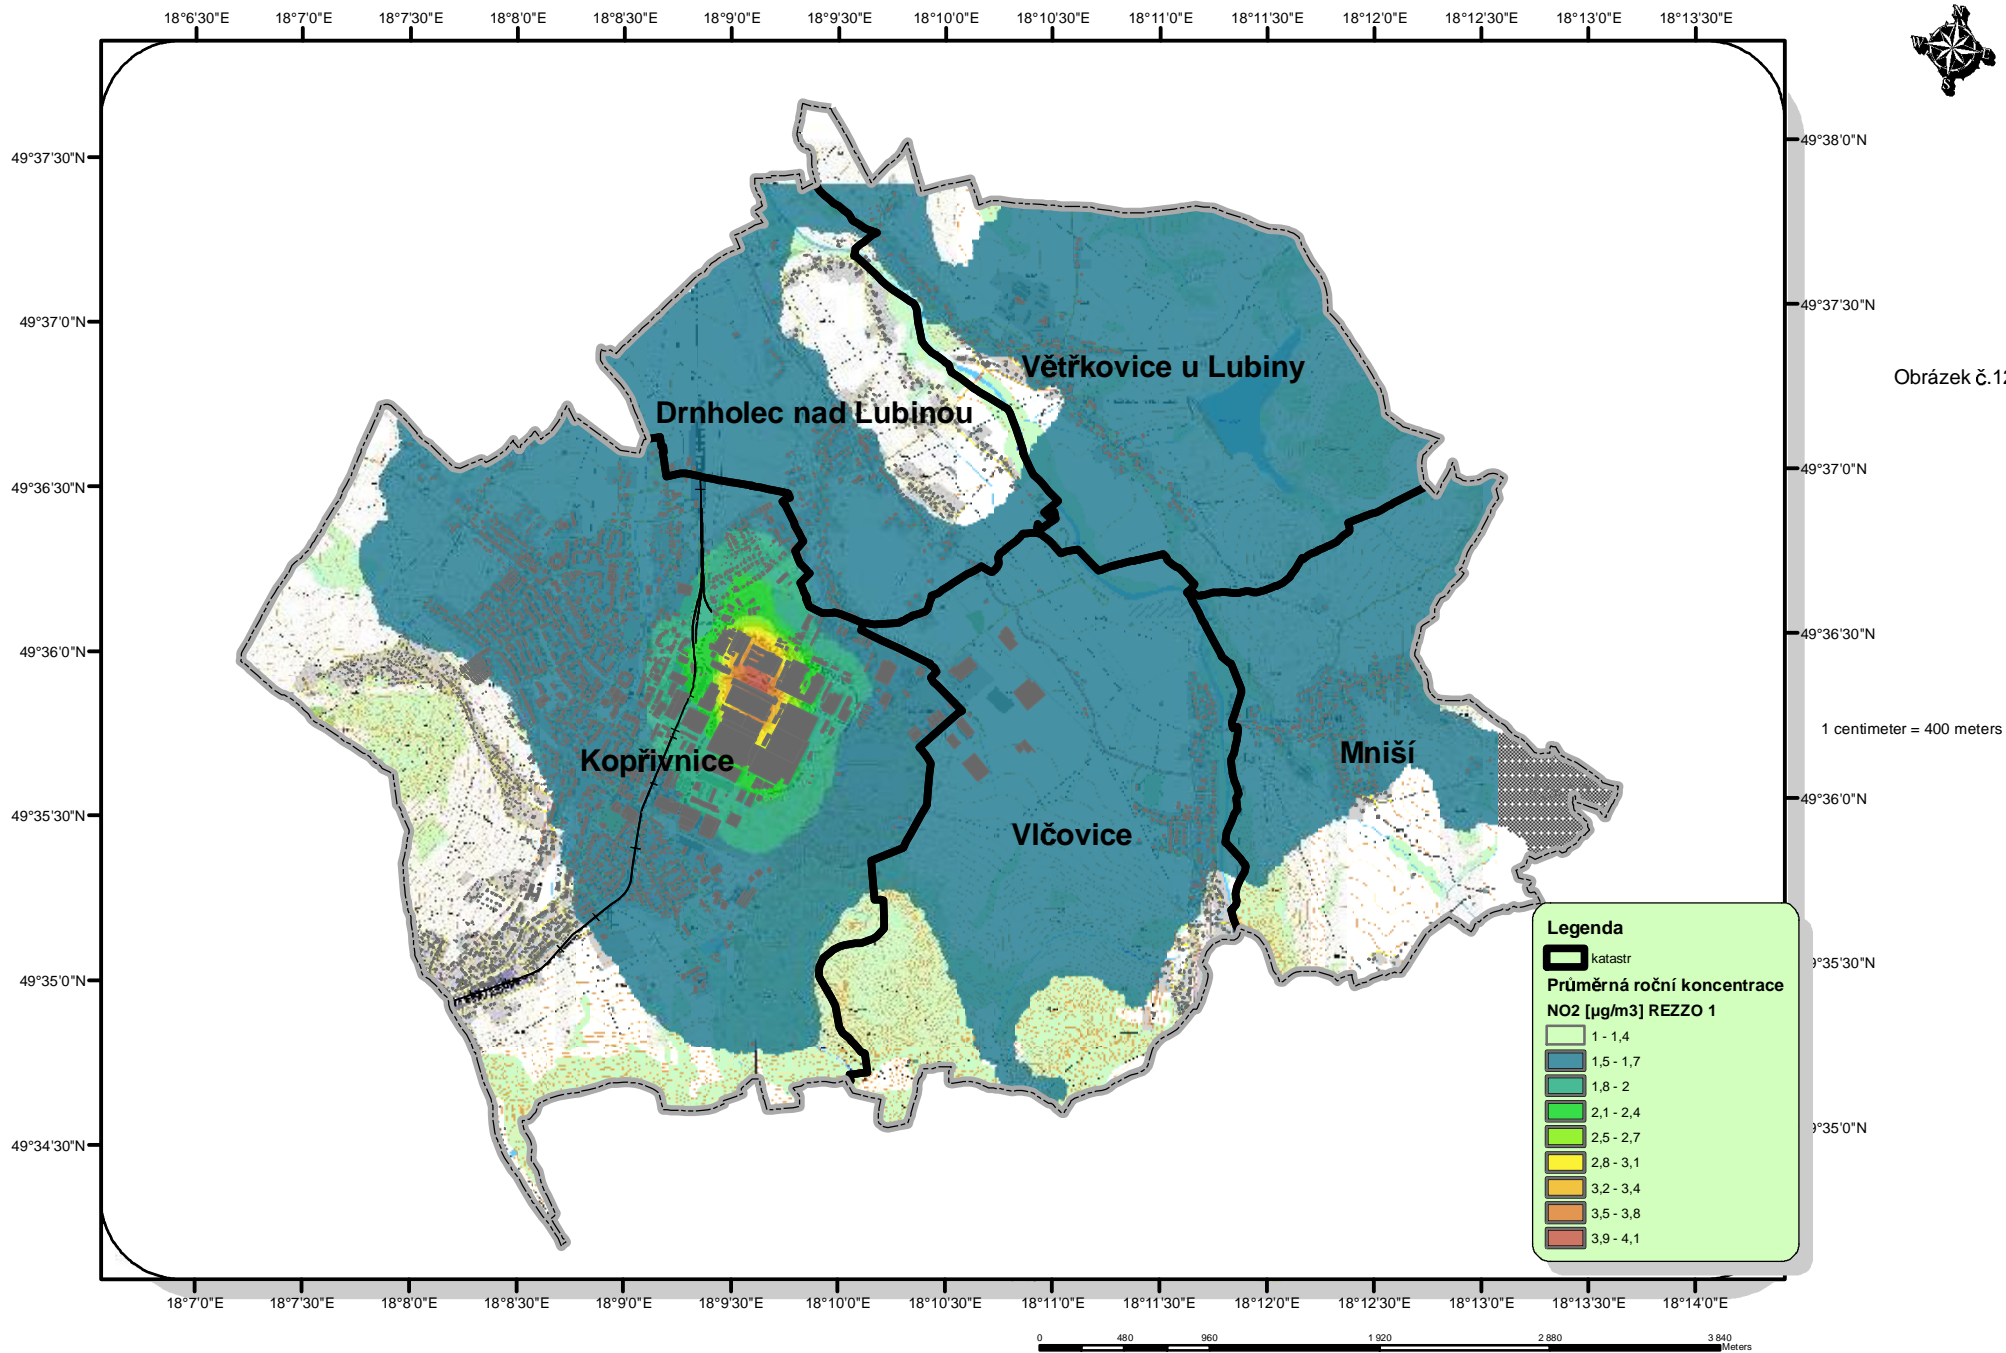 18°6'30"E 18°7'0"E 18°7'30"E 18°8'0"E 18°8'30"E 18°9'0"E 18°9'30"E 18°10'0"E 18°10'30"E 18°11'0"E 18°11'30"E 18°12'0"E 18°12'30"E 18°13'0"E 18°13'30"E
49°38'0"N
49°37'30"N
49°37'30"N
49°37'0"N
Větřkovice u Lubiny
Obrázek č.12
Drnholec nad Lubinou
49°37'0"N
49°36'30"N
49°36'30"N
49°36'0"N
1 centimeter = 400 meters
Kopřivnice
Mniší
49°36'0"N
49°35'30"N
Vlčovice
49°35'0"N
9°35'30"N
49°34'30"N
9°35'0"N
Legenda
katastr
Průměrná roční koncentrace
NO2 [µg/m3] REZZO 1
1 - 1,4
1,5 - 1,7
1,8 - 2
2,1 - 2,4
2,5 - 2,7
2,8 - 3,1
3,2 - 3,4
3,5 - 3,8
3,9 - 4,1
18°7'0"E 18°7'30"E 18°8'0"E 18°8'30"E 18°9'0"E 18°9'30"E 18°10'0"E 18°10'30"E 18°11'0"E 18°11'30"E 18°12'0"E 18°12'30"E 18°13'0"E 18°13'30"E 18°14'0"E
0 480 960 1 920 2 880 3 840
Meters